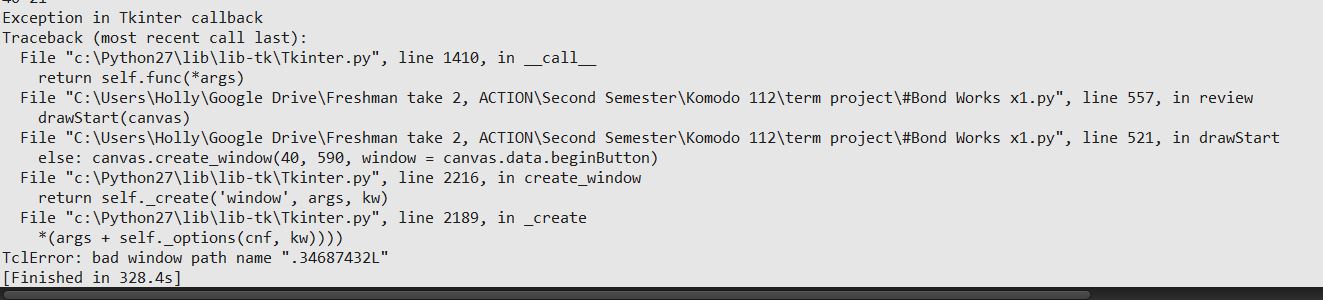 Exception in Tkinter callback
Traceback (most recent call last):
  File "c:\Python27\lib\lib-tk\Tkinter.py", line 1410, in __call__
    return self.func(*args)
  File "C:\Users\Holly\Google Drive\Freshman take 2, ACTION\Second Semester\Komodo 112\term project\#Bond Works x1.py", line 557, in review
    drawStart(canvas)
  File "C:\Users\Holly\Google Drive\Freshman take 2, ACTION\Second Semester\Komodo 112\term project\#Bond Works x1.py", line 521, in drawStart
    else: canvas.create_window(40, 590, window = canvas.data.beginButton)
  File "c:\Python27\lib\lib-tk\Tkinter.py", line 2216, in create_window
    return self._create('window', args, kw)
  File "c:\Python27\lib\lib-tk\Tkinter.py", line 2189, in _create
    *(args + self._options(cnf, kw))))
TclError: bad window path name ".34687432L"
[Finished in 328.4s]